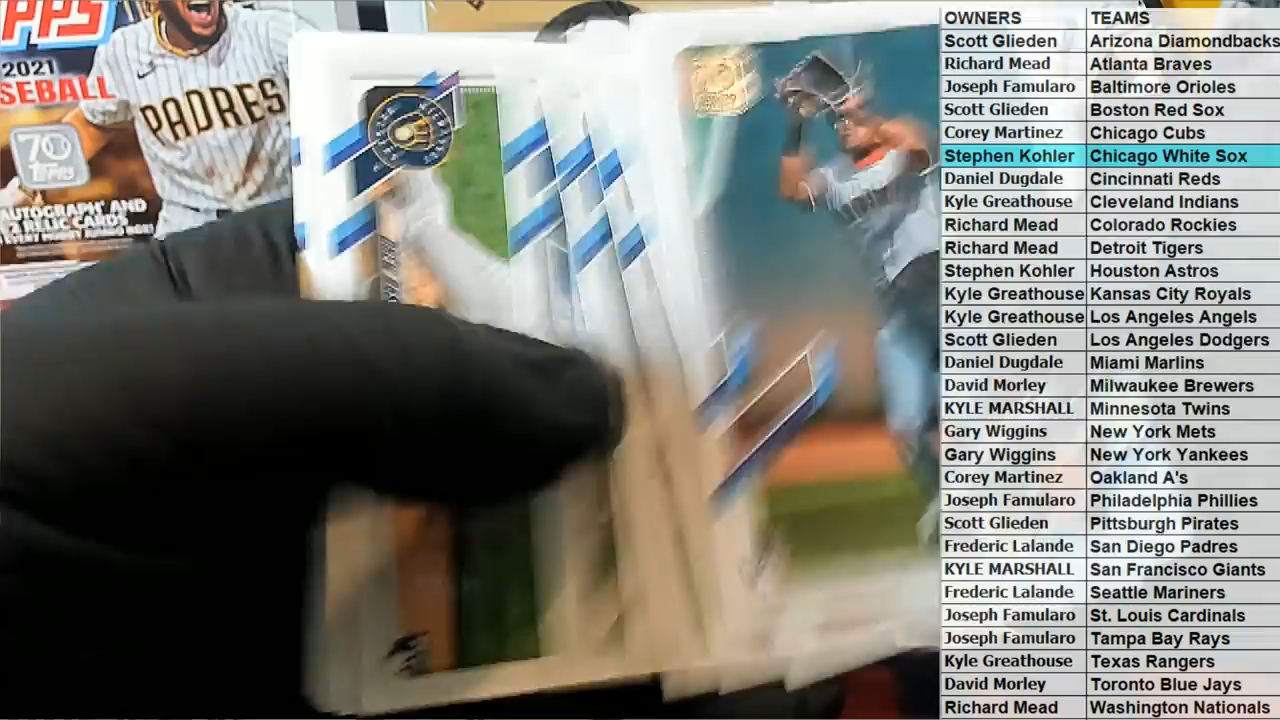 PPS
2021
SEBALL
70
TOPPS
AUTOGRAPH AND
RELIC CARDS
PADRES
OWNERS TEAMS
Scott Glieden Arizona Diamondbacks
Richard Mead Atlanta Braves
Joseph Famularo Baltimore Orioles
Scott Glieden Boston Red Sox
Corey Martinez Chicago Cubs
Stephen Kohler Chicago White Sox
Daniel Dugdale Cincinnati Reds
Kyle Greathouse Cleveland Indians
Richard Mead Colorado Rockies
Richard Mead Detroit Tigers
Stephen Kohler Houston Astros
Kyle Greathouse Kansas City Royals
Kyle Greathouse Los Angeles Angels
Scott Glieden Los Angeles Dodgers
Daniel Dugdale Miami Marlins
David Morley Milwaukee Brewers
KYLE MARSHALL Minnesota Twins
Gary Wiggins New York Mets
Gary Wiggins New York Yankees
Corey Martinez Oakland A's
Joseph Famularo Philadelphia Phillies
Scott Glieden Pittsburgh Pirates
Frederic Lalande San Diego Padres
KYLE MARSHALL San Francisco Giants
Frederic Lalande Seattle Mariners
Joseph Famularo St. Louis Cardinals
Joseph Famularo Tampa Bay Rays
Kyle Greathouse Texas Rangers
David Morley Toronto Blue Jays
Richard Mead Washington Nationals